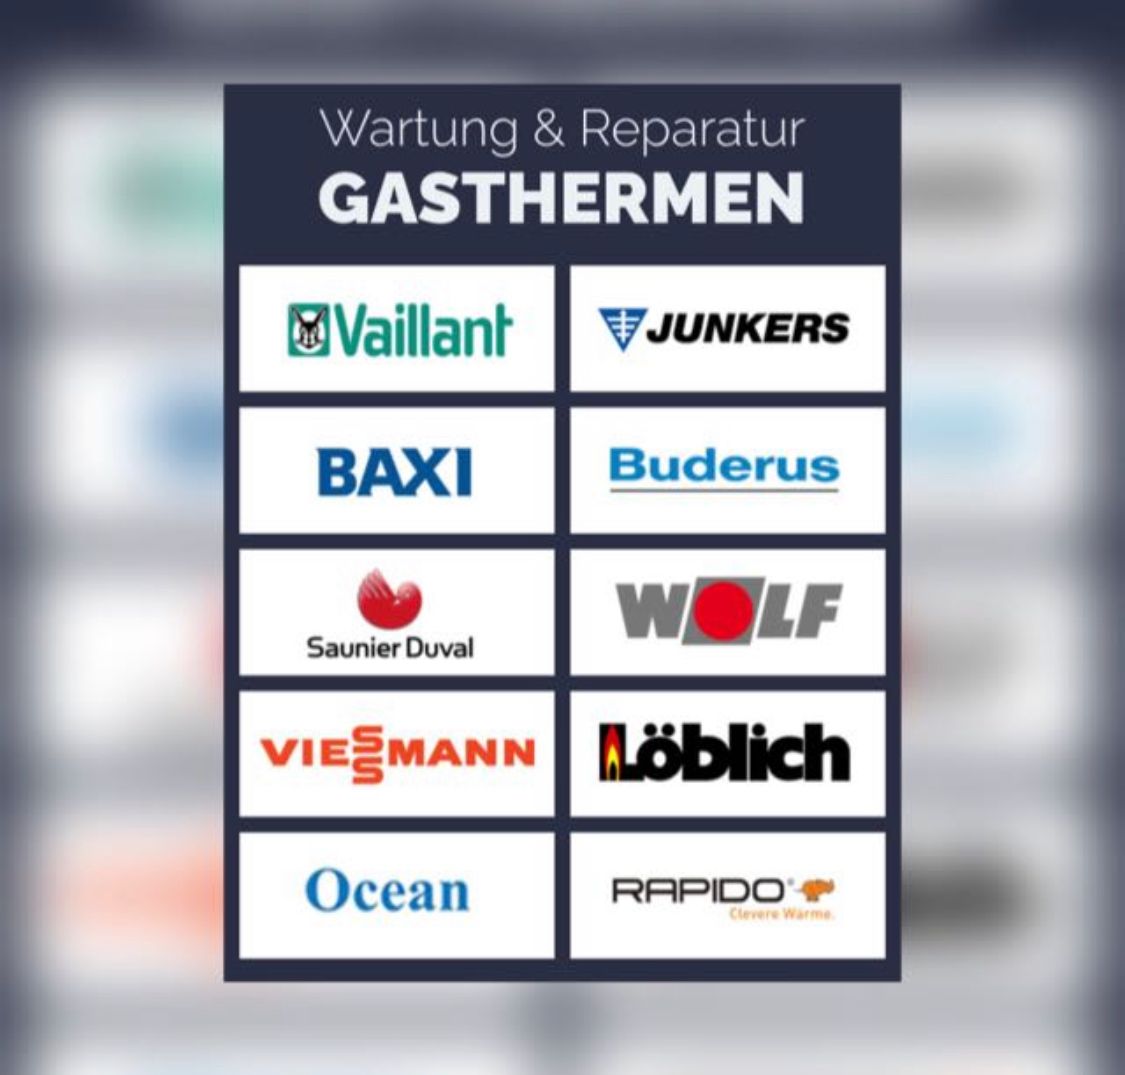 Wartung & Reparatur
GASTHERMEN
Vaillant
JUNKERS
BAXI
Buderus
Saunier Duval
WOLF
VIESSMANN
Löblich
Ocean
RAPIDO®
Clevere Wärme.